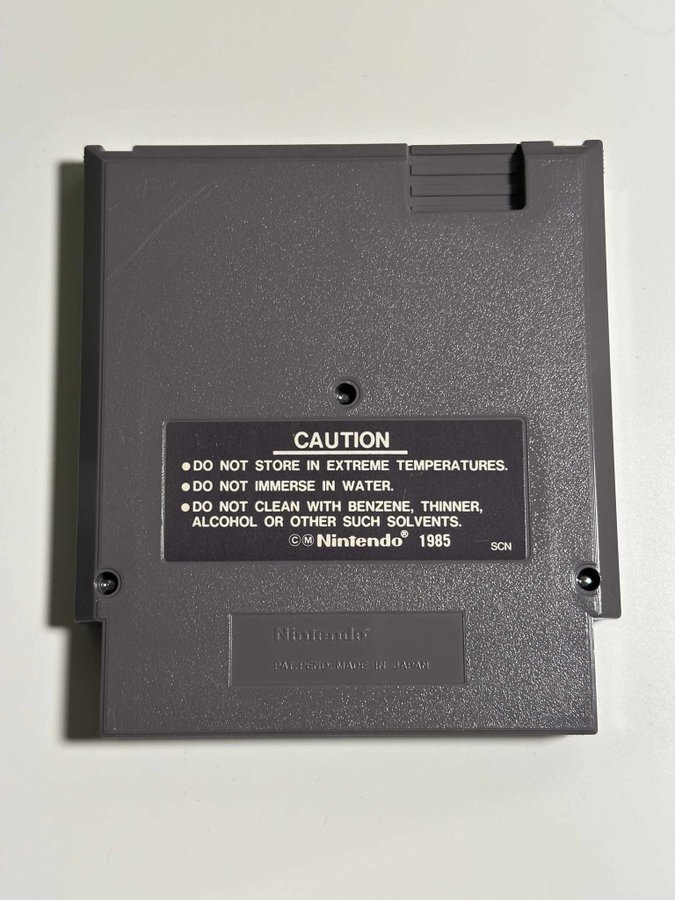 CAUTION
●DO NOT STORE IN EXTREME TEMPERATURES.
●DO NOT IMMERSE IN WATER.
●DO NOT CLEAN WITH BENZENE, THINNER,
ALCOHOL OR OTHER SUCH SOLVENTS.
©Ⓜ Nintendo® 1985
SCN
Nintendo®
PAT. PEND. MADE IN JAPAN